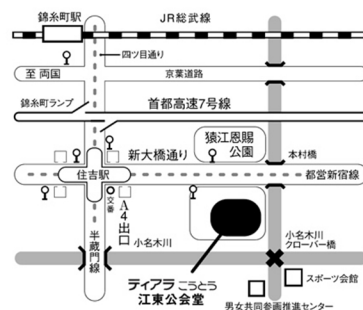 錦糸町駅
JR総武線
四ツ目通り
至 両国
京葉道路
錦糸町ランプ
首都高速7号線
猿江恩賜
公園
新大橋通り
本村橋
住吉駅
都営新宿線
交番
A4出口
半蔵門線
小名木川
小名木川
クローバー橋
ティアラ こうとう
江東公会堂
スポーツ会館
男女共同参画推進センター